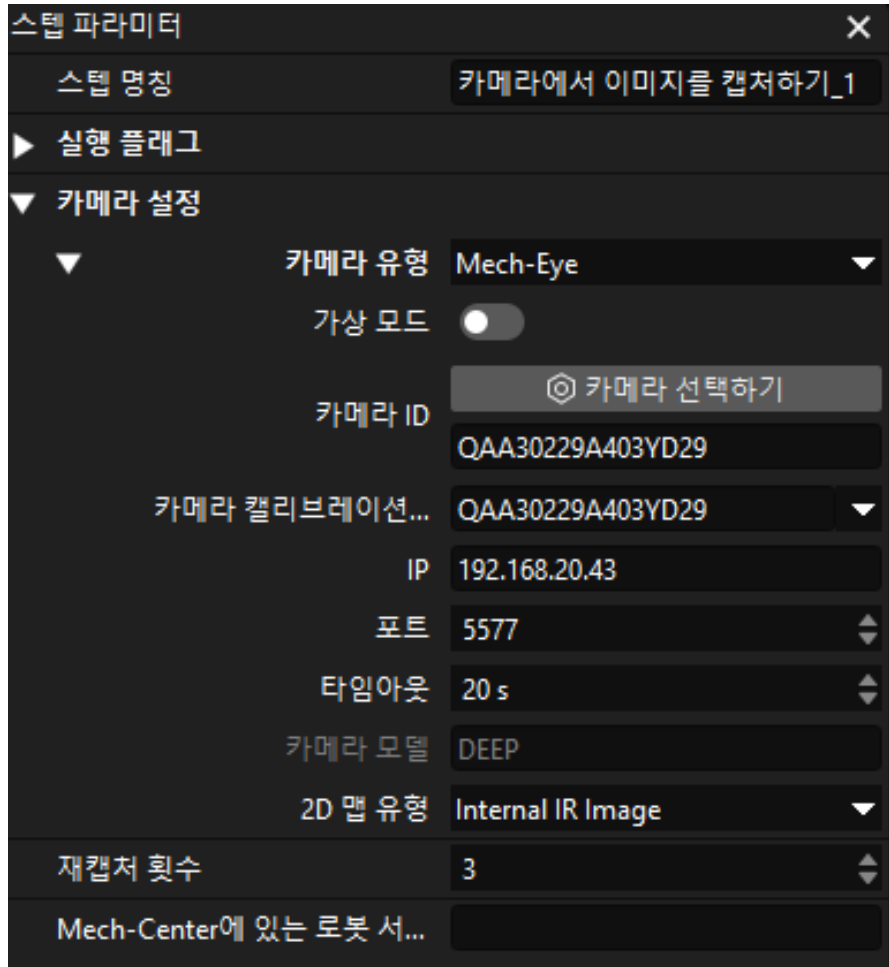 스텝 파라미터
스텝 명칭 카메라에서 이미지를 캡처하기_1
실행 플래그
카메라 설정
카메라 유형 Mech-Eye
가상 모드
카메라 선택하기
카메라 ID
QAA30229A403YD29
카메라 캘리브레이션... QAA30229A403YD29
IP 192.168.20.43
포트 5577
타임아웃 20 s
카메라 모델 DEEP
2D 맵 유형 Internal IR Image
재캡처 횟수 3
Mech-Center에 있는 로봇 서...